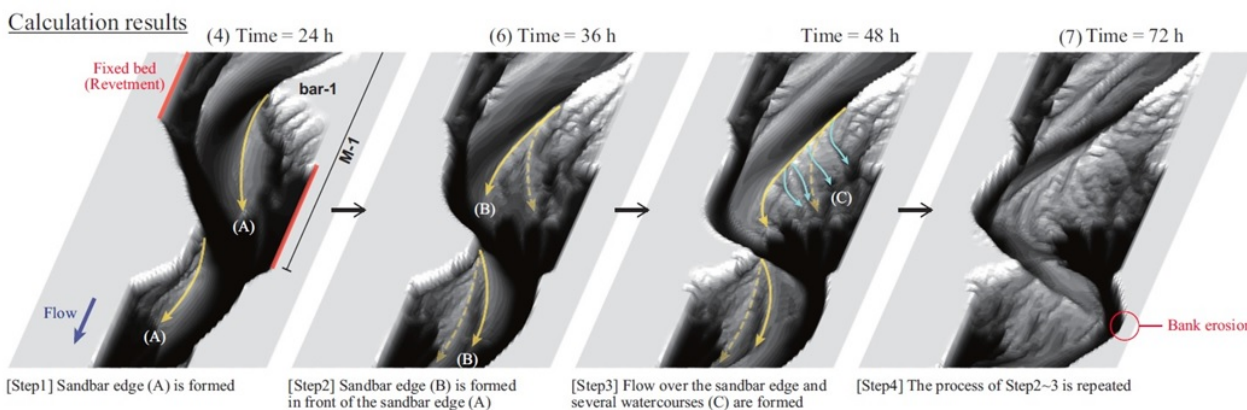 Calculation results
(4) Time = 24 h
(6) Time = 36 h
Time = 48 h
(7) Time = 72 h
Fixed bed
(Revetment)
bar-1
M-1
(A)
(A)
Flow
(B)
(B)
(C)
Bank erosion
[Step1] Sandbar edge (A) is formed
[Step2] Sandbar edge (B) is formed
in front of the sandbar edge (A)
[Step3] Flow over the sandbar edge and
several watercourses (C) are formed
[Step4] The process of Step2~3 is repeated